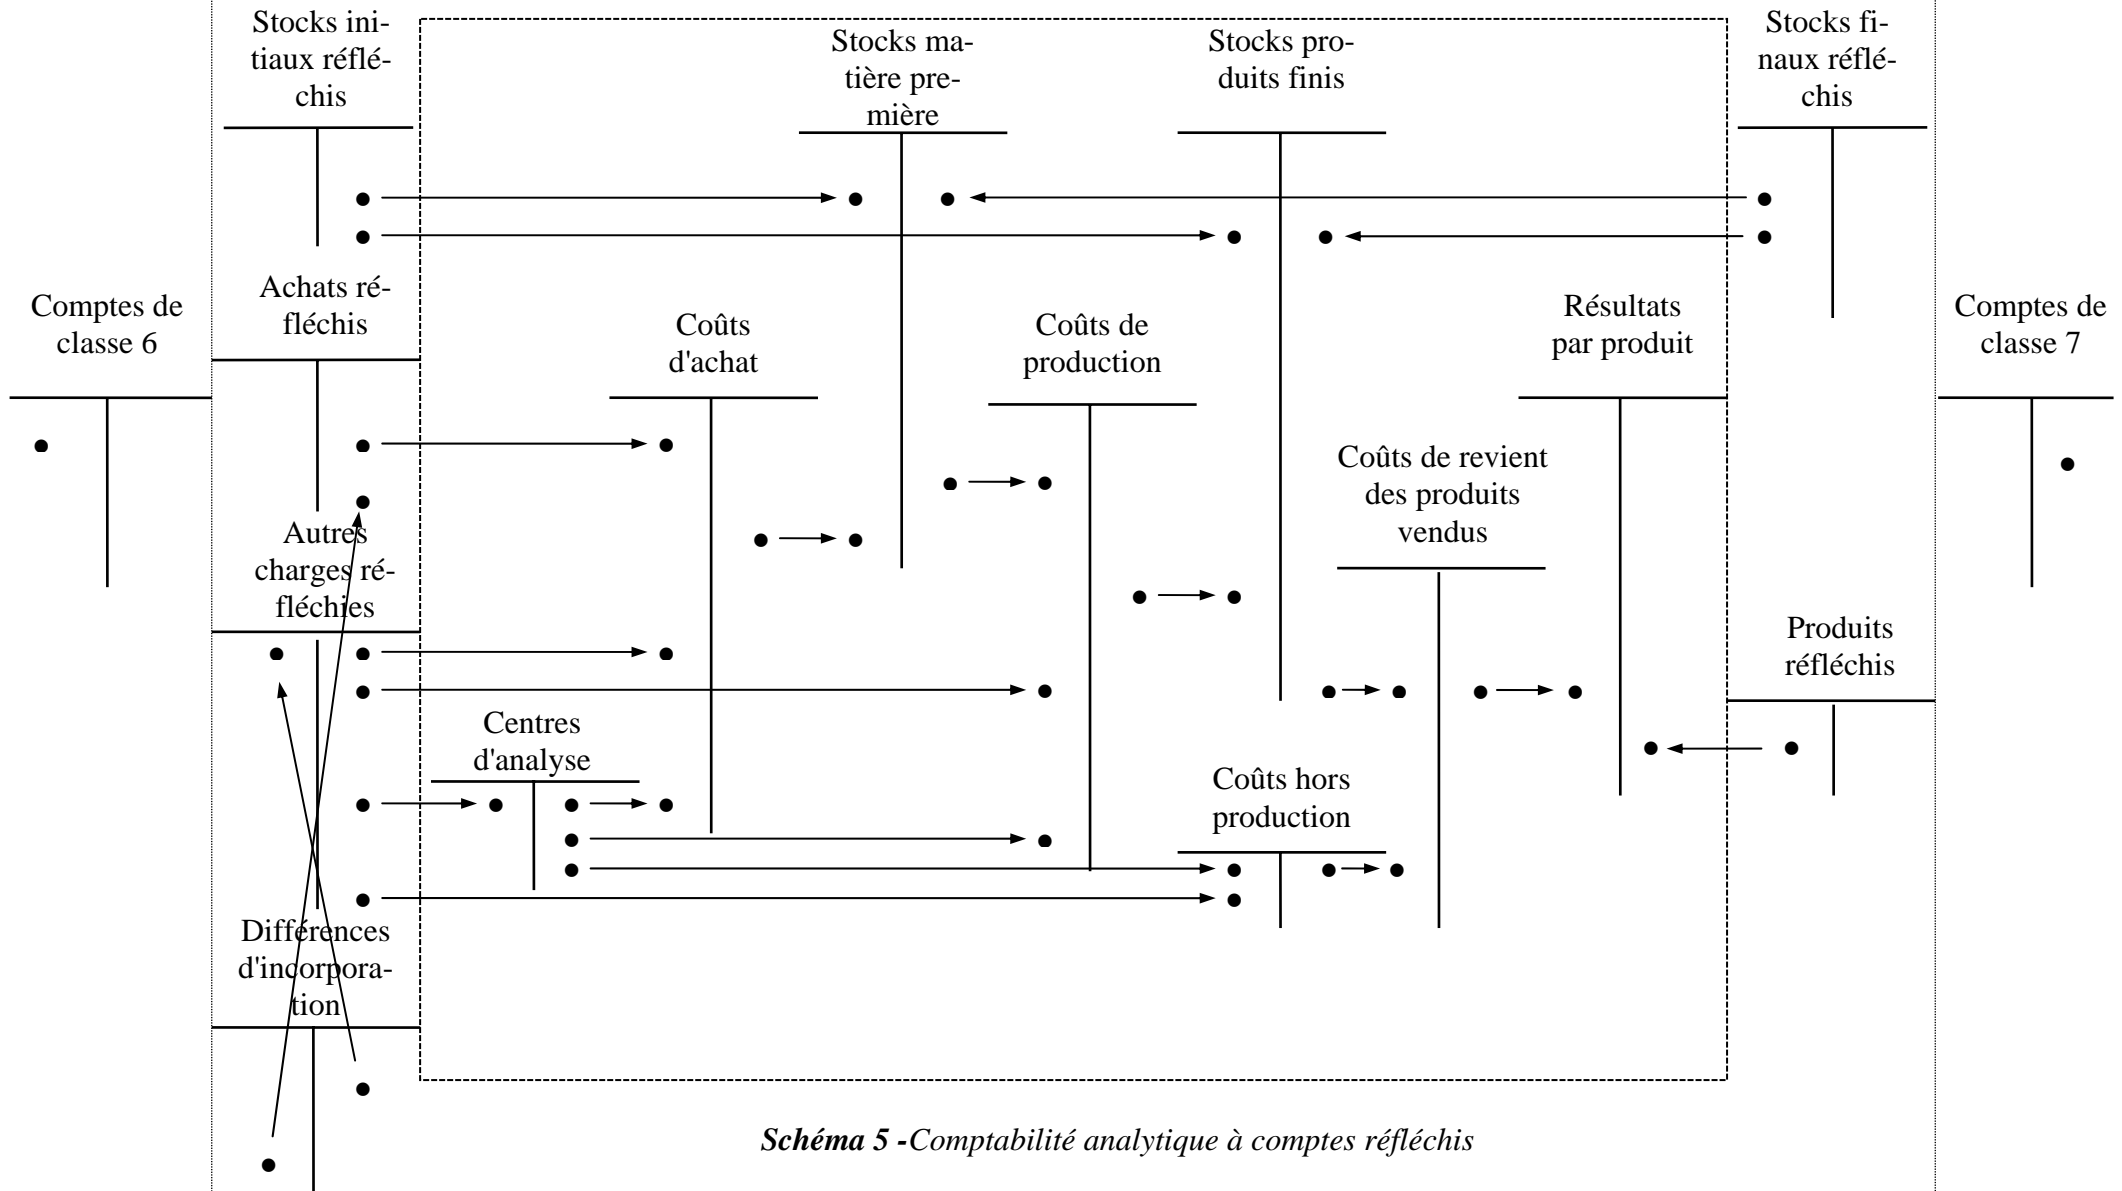 Stocks ini-
tiaux réflé-
chis
Stocks ma-
tière pre-
mière
Stocks pro-
duits finis
Stocks fi-
naux réflé-
chis
Comptes de
classe 6
Achats ré-
fléchis
Coûts
d'achat
Coûts de
production
Résultats
par produit
Comptes de
classe 7
Coûts de revient
des produits
vendus
Autres
charges ré-
fléchies
Produits
réfléchis
Centres
d'analyse
Coûts hors
production
Différences
d'incorpora-
tion
Schéma 5 -Comptabilité analytique à comptes réfléchis